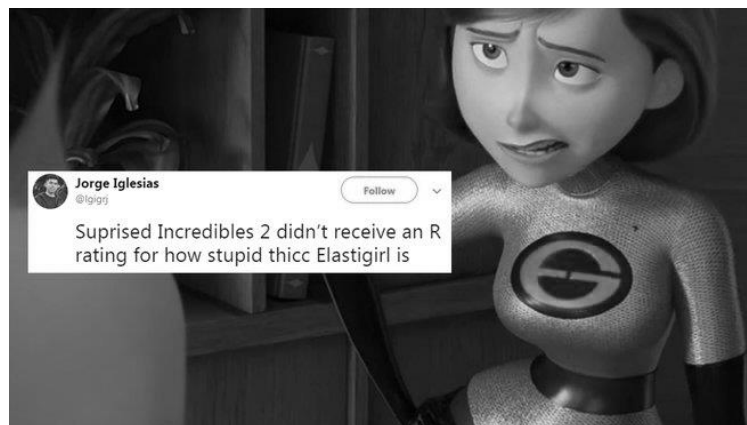 Jorge Iglesias
@lgigrj
Follow
Suprised Incredibles 2 didn't receive an R
rating for how stupid thicc Elastigirl is